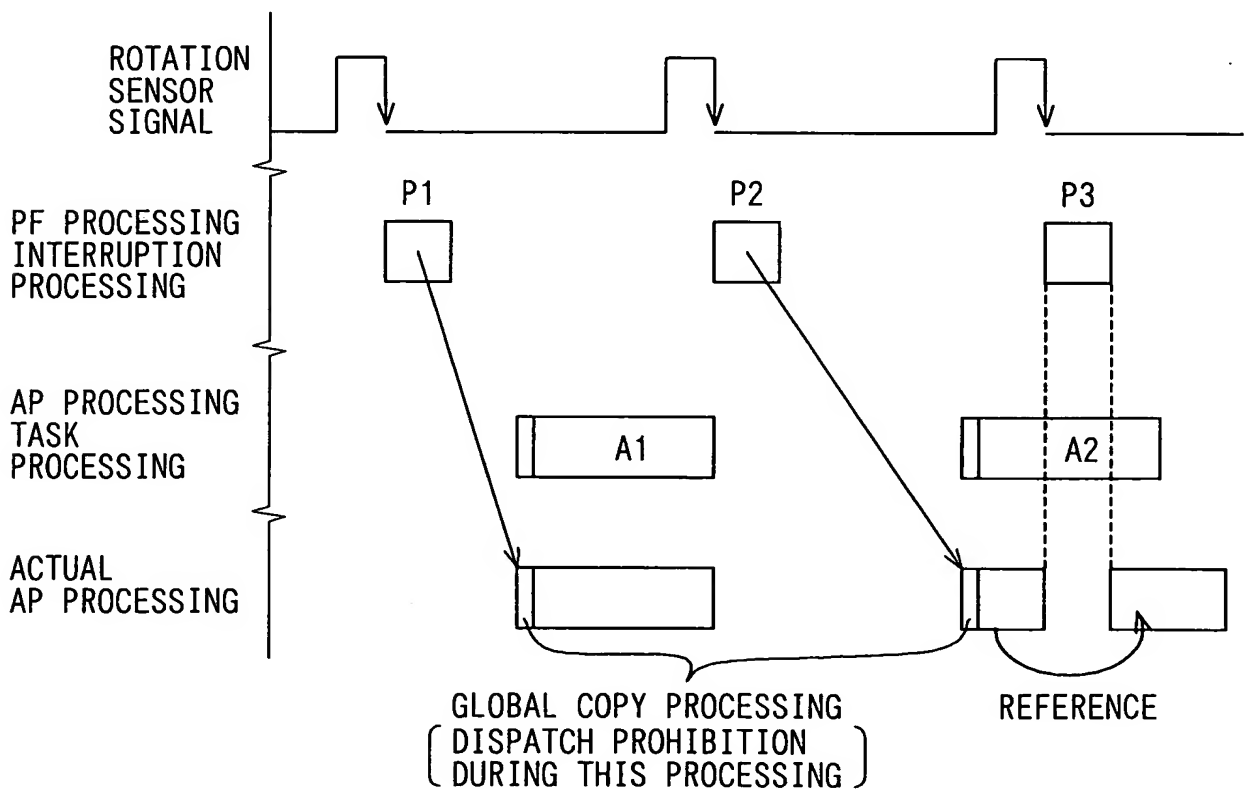 ROTATION
SENSOR
SIGNAL
P1
P2
P3
PF PROCESSING
INTERRUPTION
PROCESSING
AP PROCESSING
TASK
PROCESSING
A1
A2
ACTUAL
AP PROCESSING
GLOBAL COPY PROCESSING
DISPATCH PROHIBITION
DURING THIS PROCESSING
REFERENCE